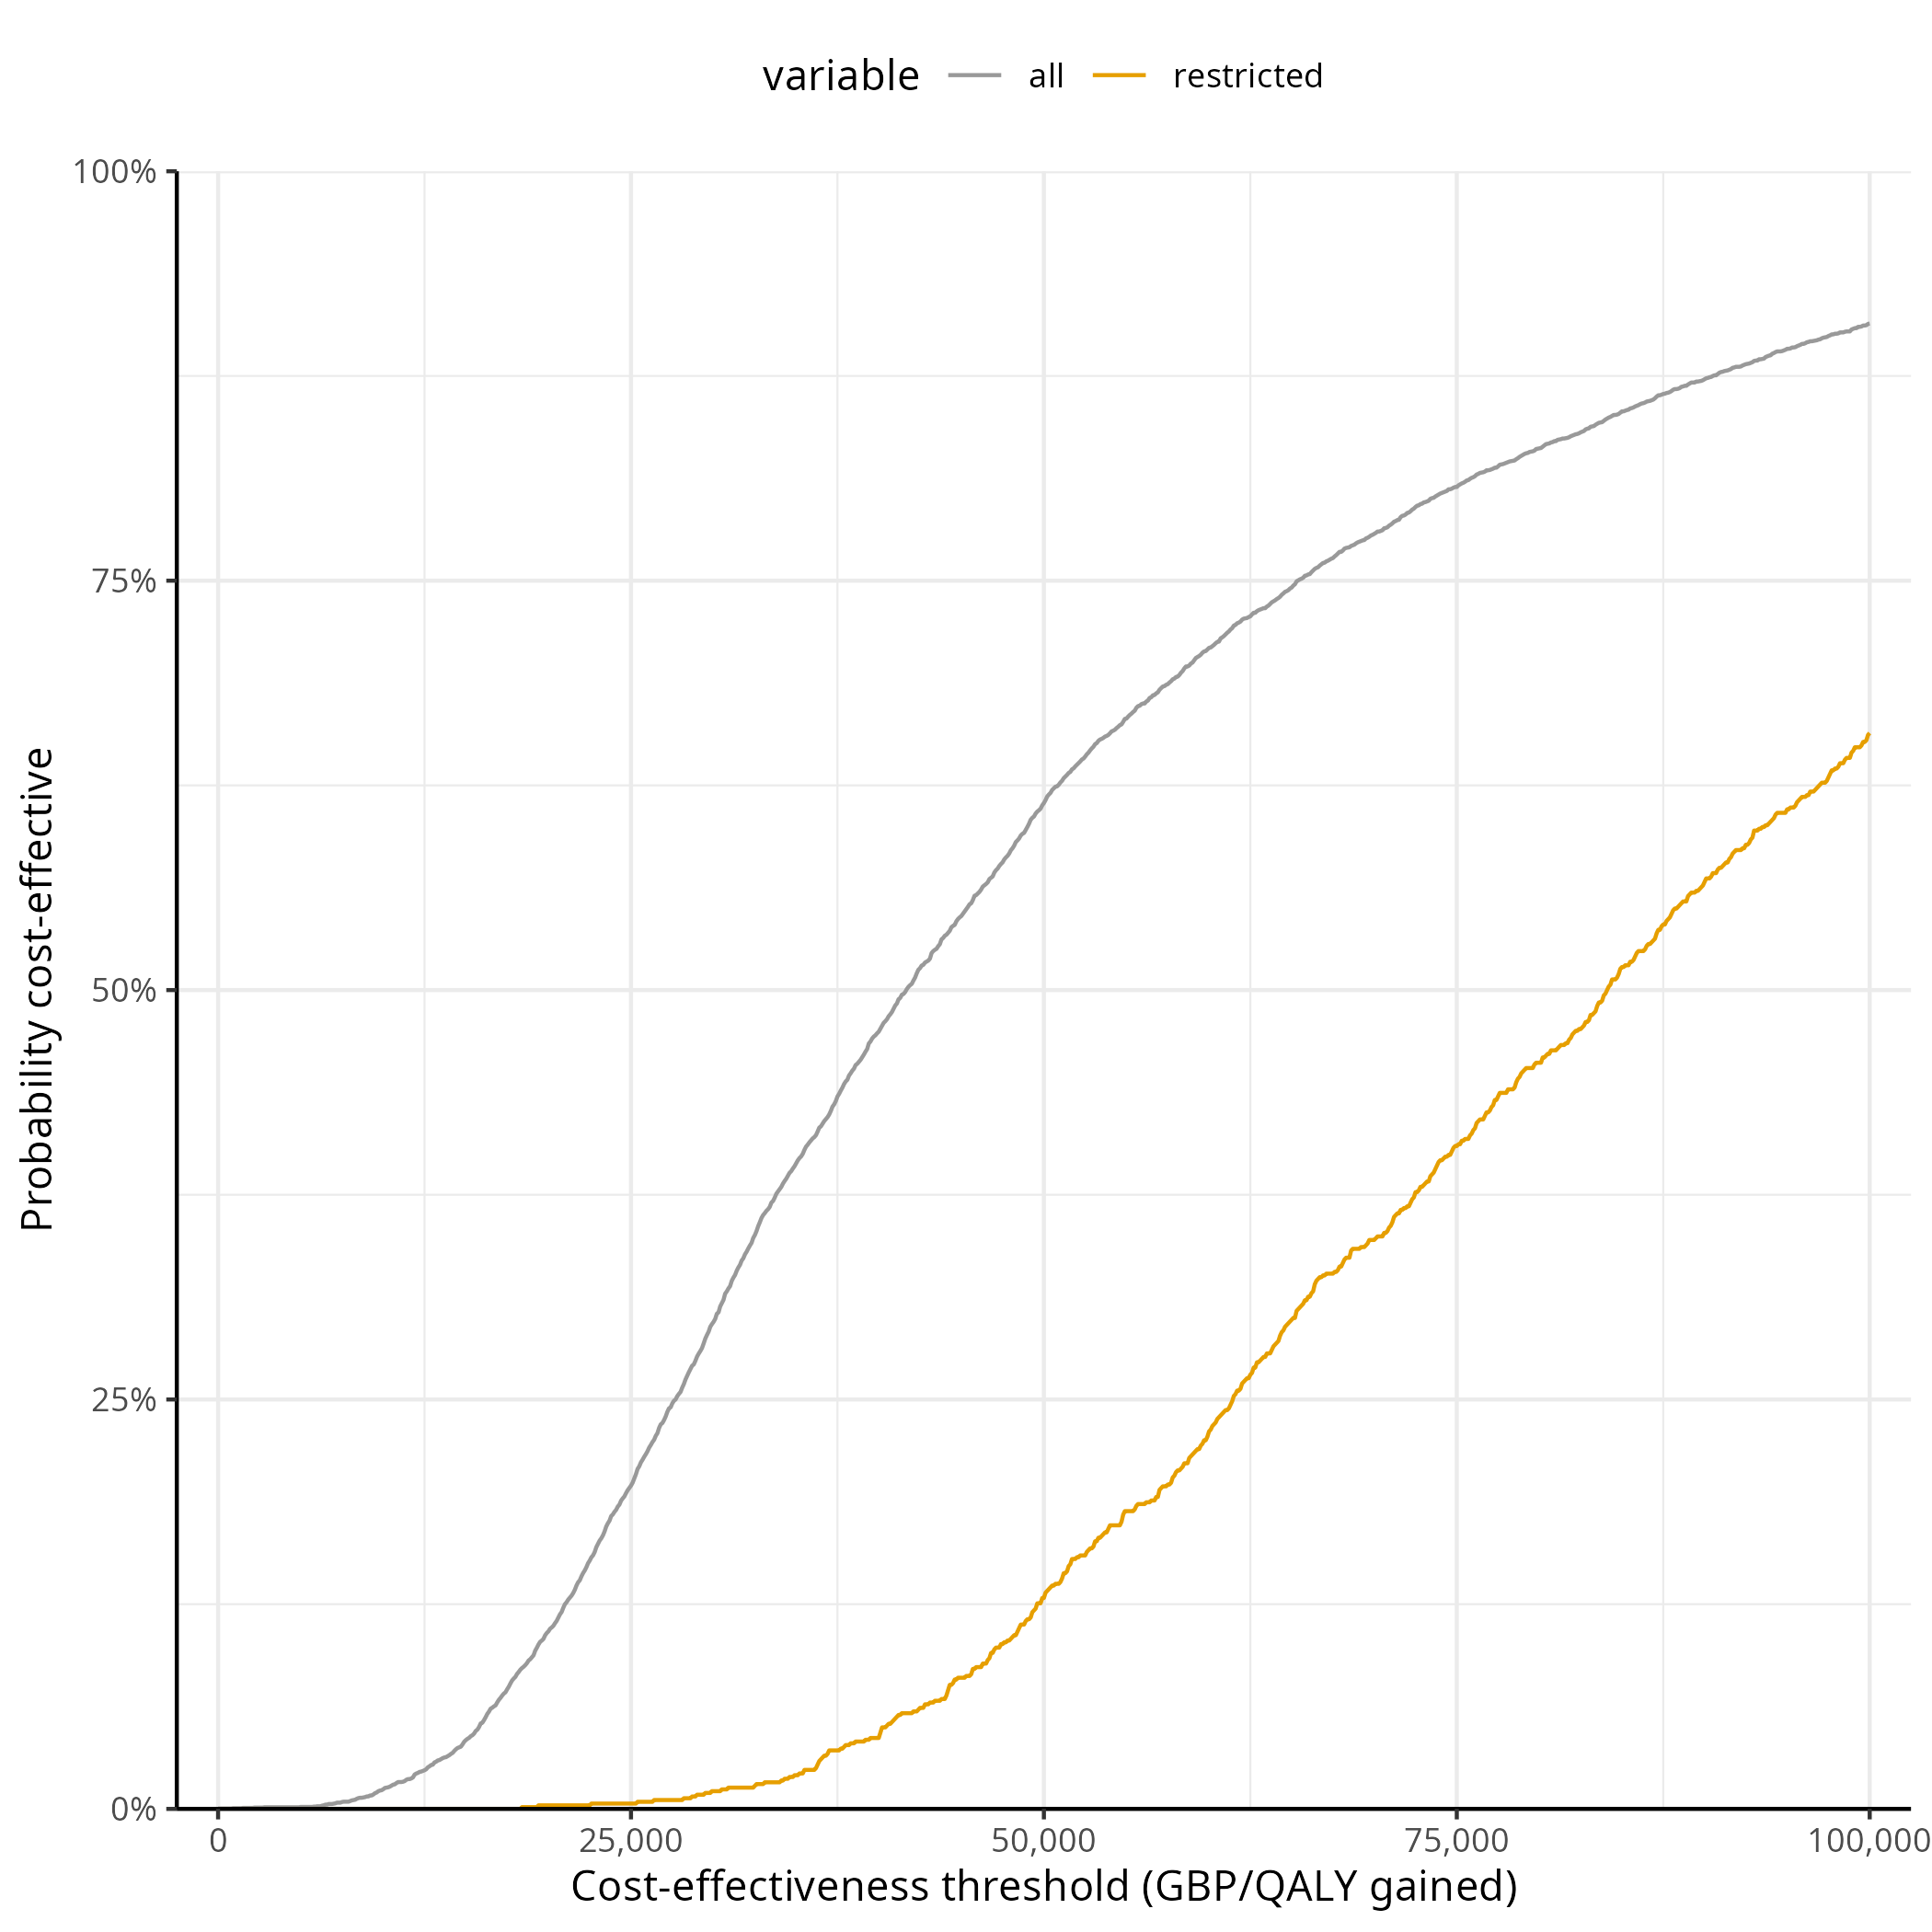 variable all restricted
100%
75%
50%
25%
0%
Probability cost-effective
0 25,000 50,000 75,000 100,000
Cost-effectiveness threshold (GBP/QALY gained)